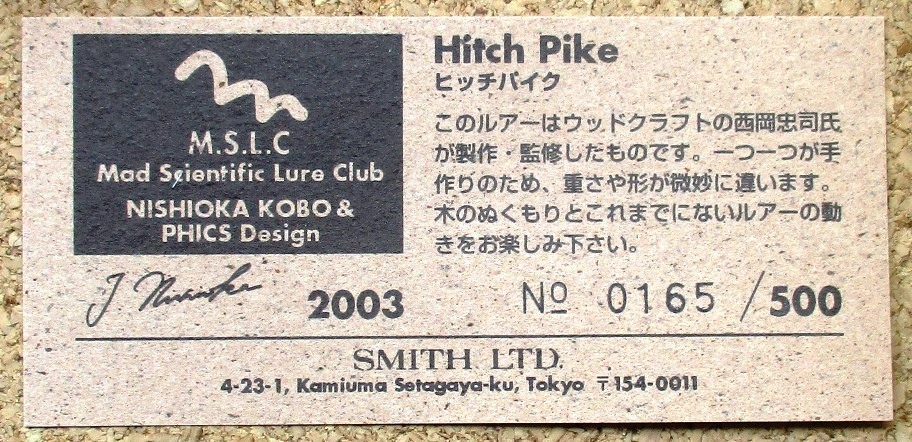 M.S.L.C
Mad Scientific Lure Club
NISHIOKA KOBO &
PHICS Design
2003
Hitch Pike
ヒッチパイク
このルアーはウッドクラフトの西岡忠司氏
が製作・監修したものです。一つ一つが手
作りのため、重さや形が微妙に違います。
木のぬくもりとこれまでにないルアーの動
きをお楽しみ下さい。
Nº 0165 /500
SMITH LTD.
4-23-1, Kamiuma Setagaya-ku, Tokyo 〒154-0011